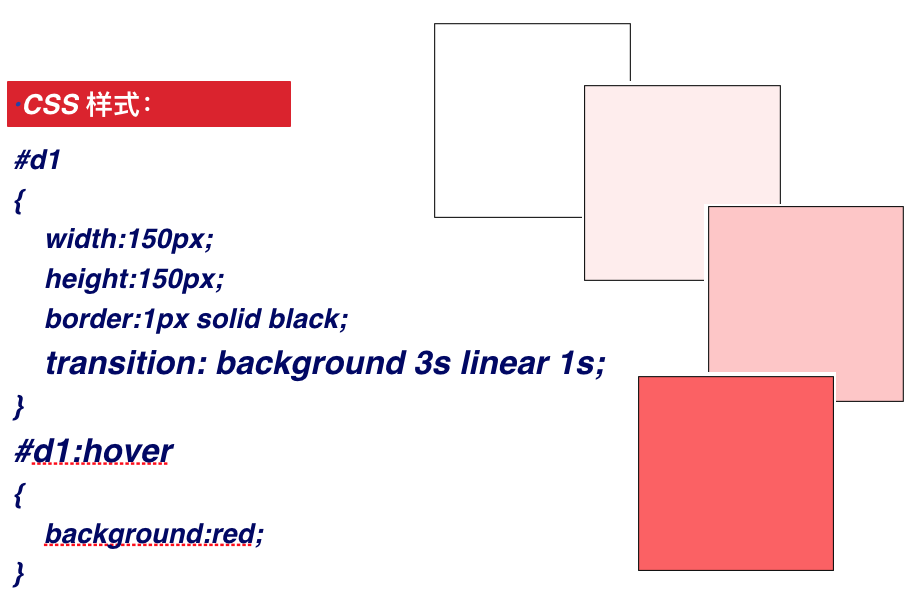 ·CSS 样式：
#d1
{
width:150px;
height:150px;
border:1px solid black;
transition: background 3s linear 1s;
}
#d1:hover
{
background:red;
}